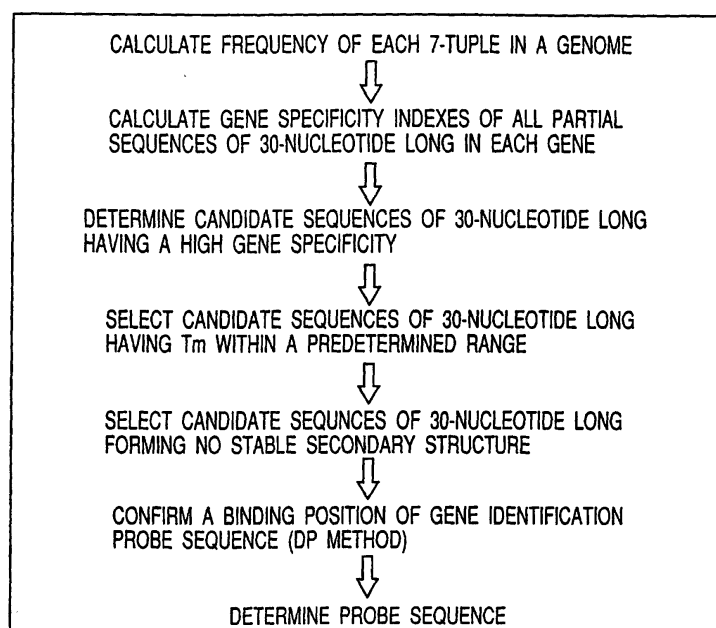 CALCULATE FREQUENCY OF EACH 7-TUPLE IN A GENOME
CALCULATE GENE SPECIFICITY INDEXES OF ALL PARTIAL
SEQUENCES OF 30-NUCLEOTIDE LONG IN EACH GENE
DETERMINE CANDIDATE SEQUENCES OF 30-NUCLEOTIDE LONG
HAVING A HIGH GENE SPECIFICITY
SELECT CANDIDATE SEQUENCES OF 30-NUCLEOTIDE LONG
HAVING Tm WITHIN A PREDETERMINED RANGE
SELECT CANDIDATE SEQUNCES OF 30-NUCLEOTIDE LONG
FORMING NO STABLE SECONDARY STRUCTURE
CONFIRM A BINDING POSITION OF GENE IDENTIFICATION
PROBE SEQUENCE (DP METHOD)
DETERMINE PROBE SEQUENCE